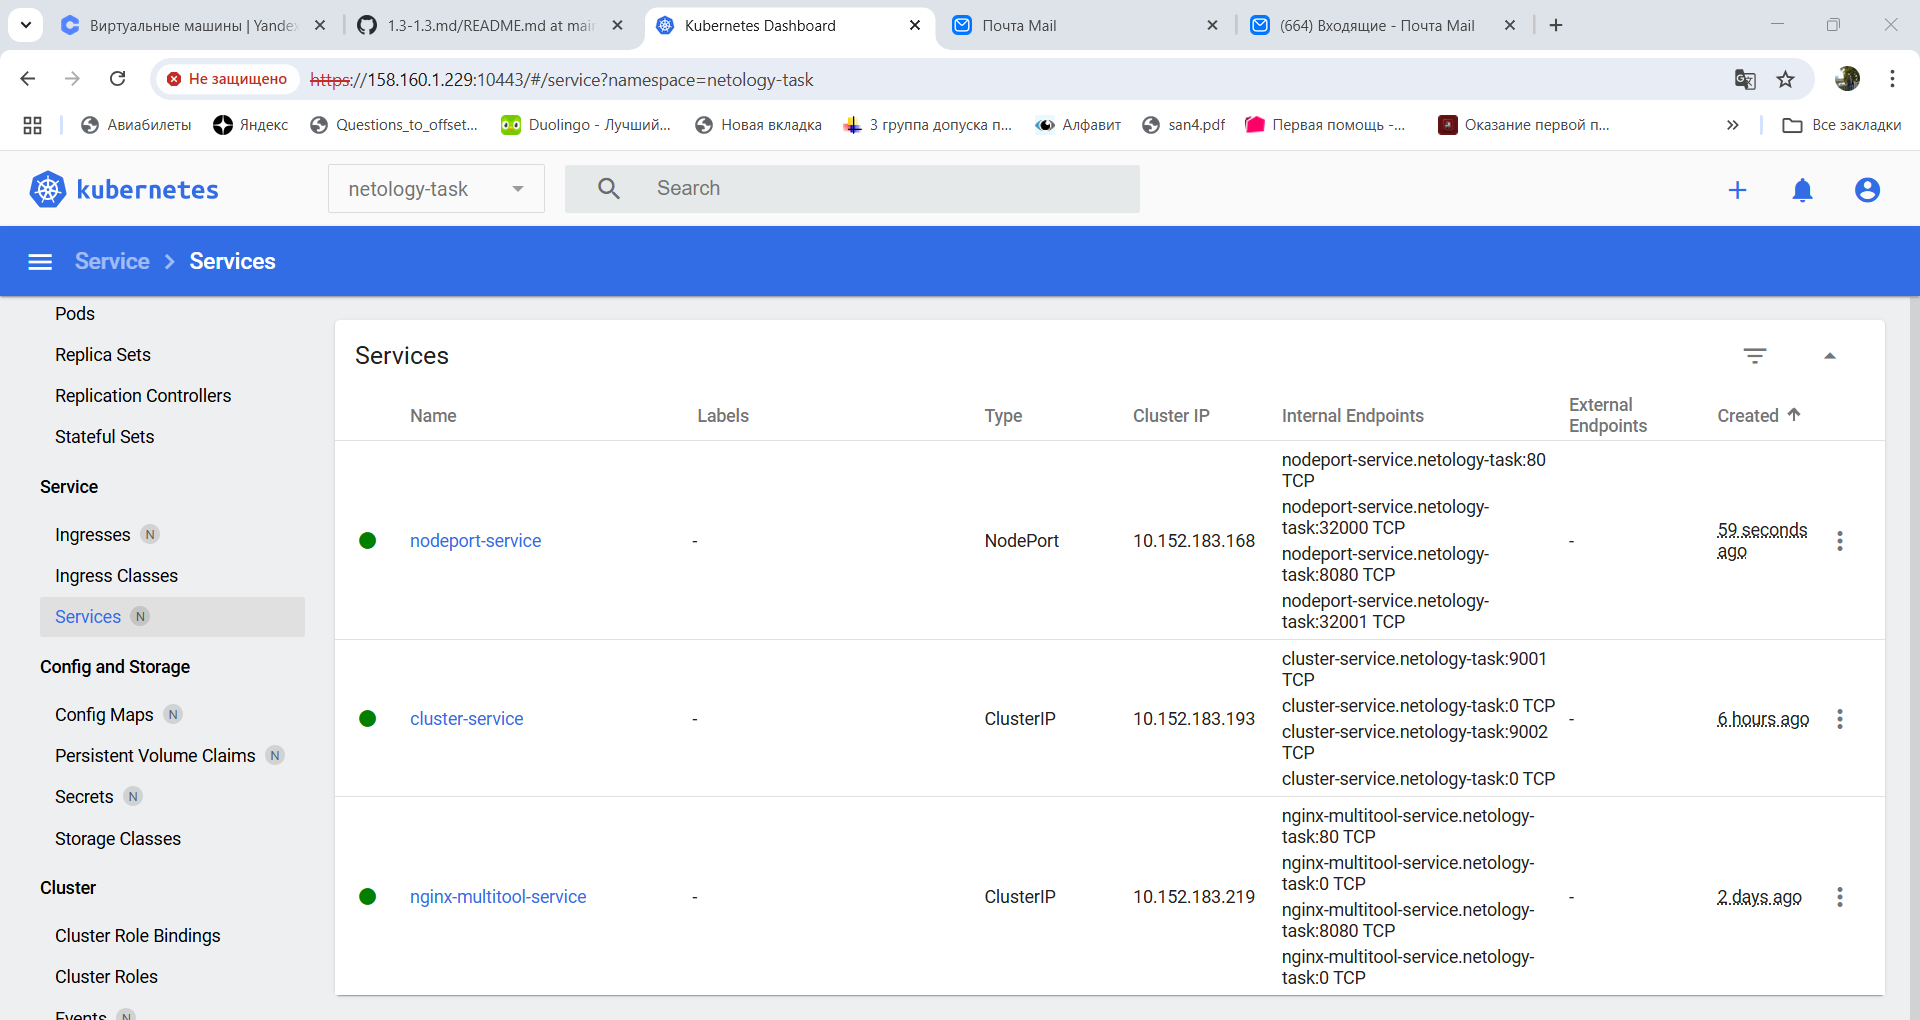 Виртуальные машины | Yandex
1.3-1.3.md/README.md at main
Kubernetes Dashboard
Почта Mail
(664) Входящие - Почта Mail
Не защищено
https://158.160.1.229:10443/#/service?namespace=netology-task
Авиабилеты
Яндекс
Questions_to_offset...
Duolingo - Лучший...
Новая вкладка
3 группа допуска п...
Алфавит
san4.pdf
Первая помощь -...
Оказание первой п...
»
Все закладки
kubernetes
netology-task
Search
Service > Services
Pods
Replica Sets
Replication Controllers
Stateful Sets
Service
Ingresses N
Ingress Classes
Services N
Config and Storage
Config Maps N
Persistent Volume Claims N
Secrets N
Storage Classes
Cluster
Cluster Role Bindings
Cluster Roles
Events N
Services
Name
Labels
Type
Cluster IP
Internal Endpoints
External
Endpoints
Created
nodeport-service
-
NodePort
10.152.183.168
nodeport-service.netology-task:80
TCP
nodeport-service.netology-
task:32000 TCP
nodeport-service.netology-
task:8080 TCP
nodeport-service.netology-
task:32001 TCP
-
59 seconds
ago
cluster-service
-
ClusterIP
10.152.183.193
cluster-service.netology-task:9001
TCP
cluster-service.netology-task:0 TCP
cluster-service.netology-task:9002
TCP
cluster-service.netology-task:0 TCP
-
6 hours ago
nginx-multitool-service
-
ClusterIP
10.152.183.219
nginx-multitool-service.netology-
task:80 TCP
nginx-multitool-service.netology-
task:0 TCP
nginx-multitool-service.netology-
task:8080 TCP
nginx-multitool-service.netology-
task:0 TCP
-
2 days ago